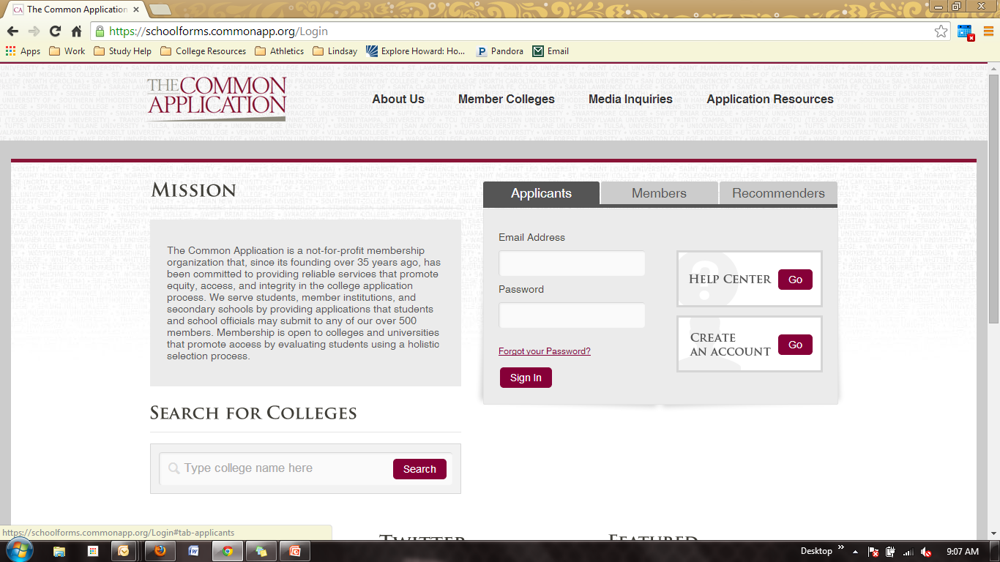 The Common Application
https://schoolforms.commonapp.org/Login
Apps Work Study Help College Resources Athletics Lindsay Explore Howard: Ho... Pandora Email
THE COMMON
APPLICATION
About Us Member Colleges Media Inquiries Application Resources
MISSION
The Common Application is a not-for-profit membership
organization that, since its founding over 35 years ago, has
been committed to providing reliable services that promote
equity, access, and integrity in the college application
process. We serve students, member institutions, and
secondary schools by providing applications that students
and school officials may submit to any of our over 500
members. Membership is open to colleges and universities
that promote access by evaluating students using a holistic
selection process.
SEARCH FOR COLLEGES
Type college name here Search
Applicants Members Recommenders
Email Address
Password
Forgot your Password?
Sign In
HELP CENTER Go
CREATE
AN ACCOUNT Go
TWITTER FEATURED
https://schoolforms.commonapp.org/Login#tab-applicants
Desktop 9:07 AM